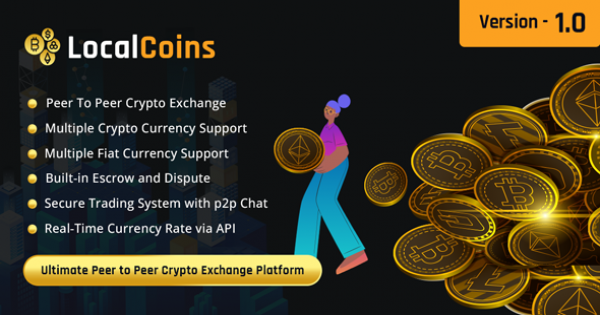 Version - 1.0
LocalCoins
Peer To Peer Crypto Exchange
Multiple Crypto Currency Support
Multiple Fiat Currency Support
Built-in Escrow and Dispute
Secure Trading System with p2p Chat
Real-Time Currency Rate via API
Ultimate Peer to Peer Crypto Exchange Platform